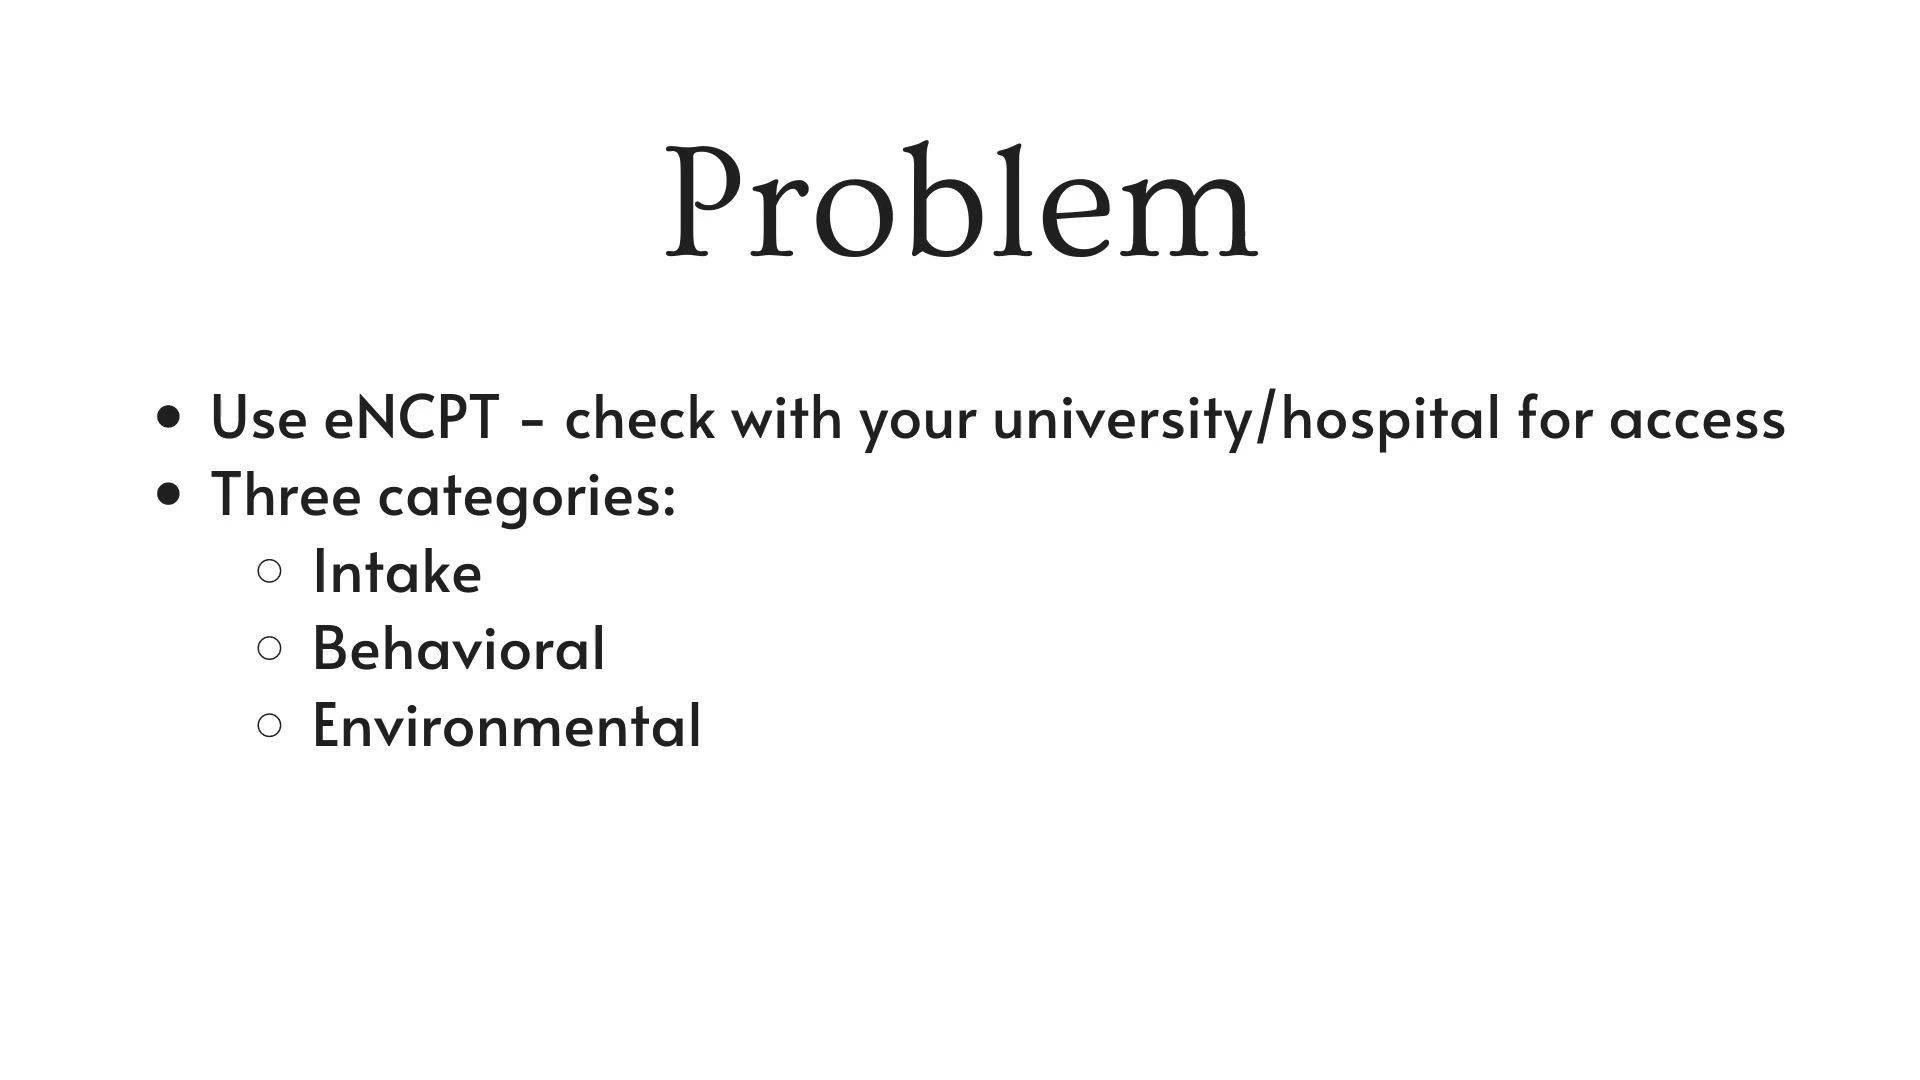 Problem
Use eNCPT - check with your university/hospital for access
Three categories:
Intake
Behavioral
Environmental